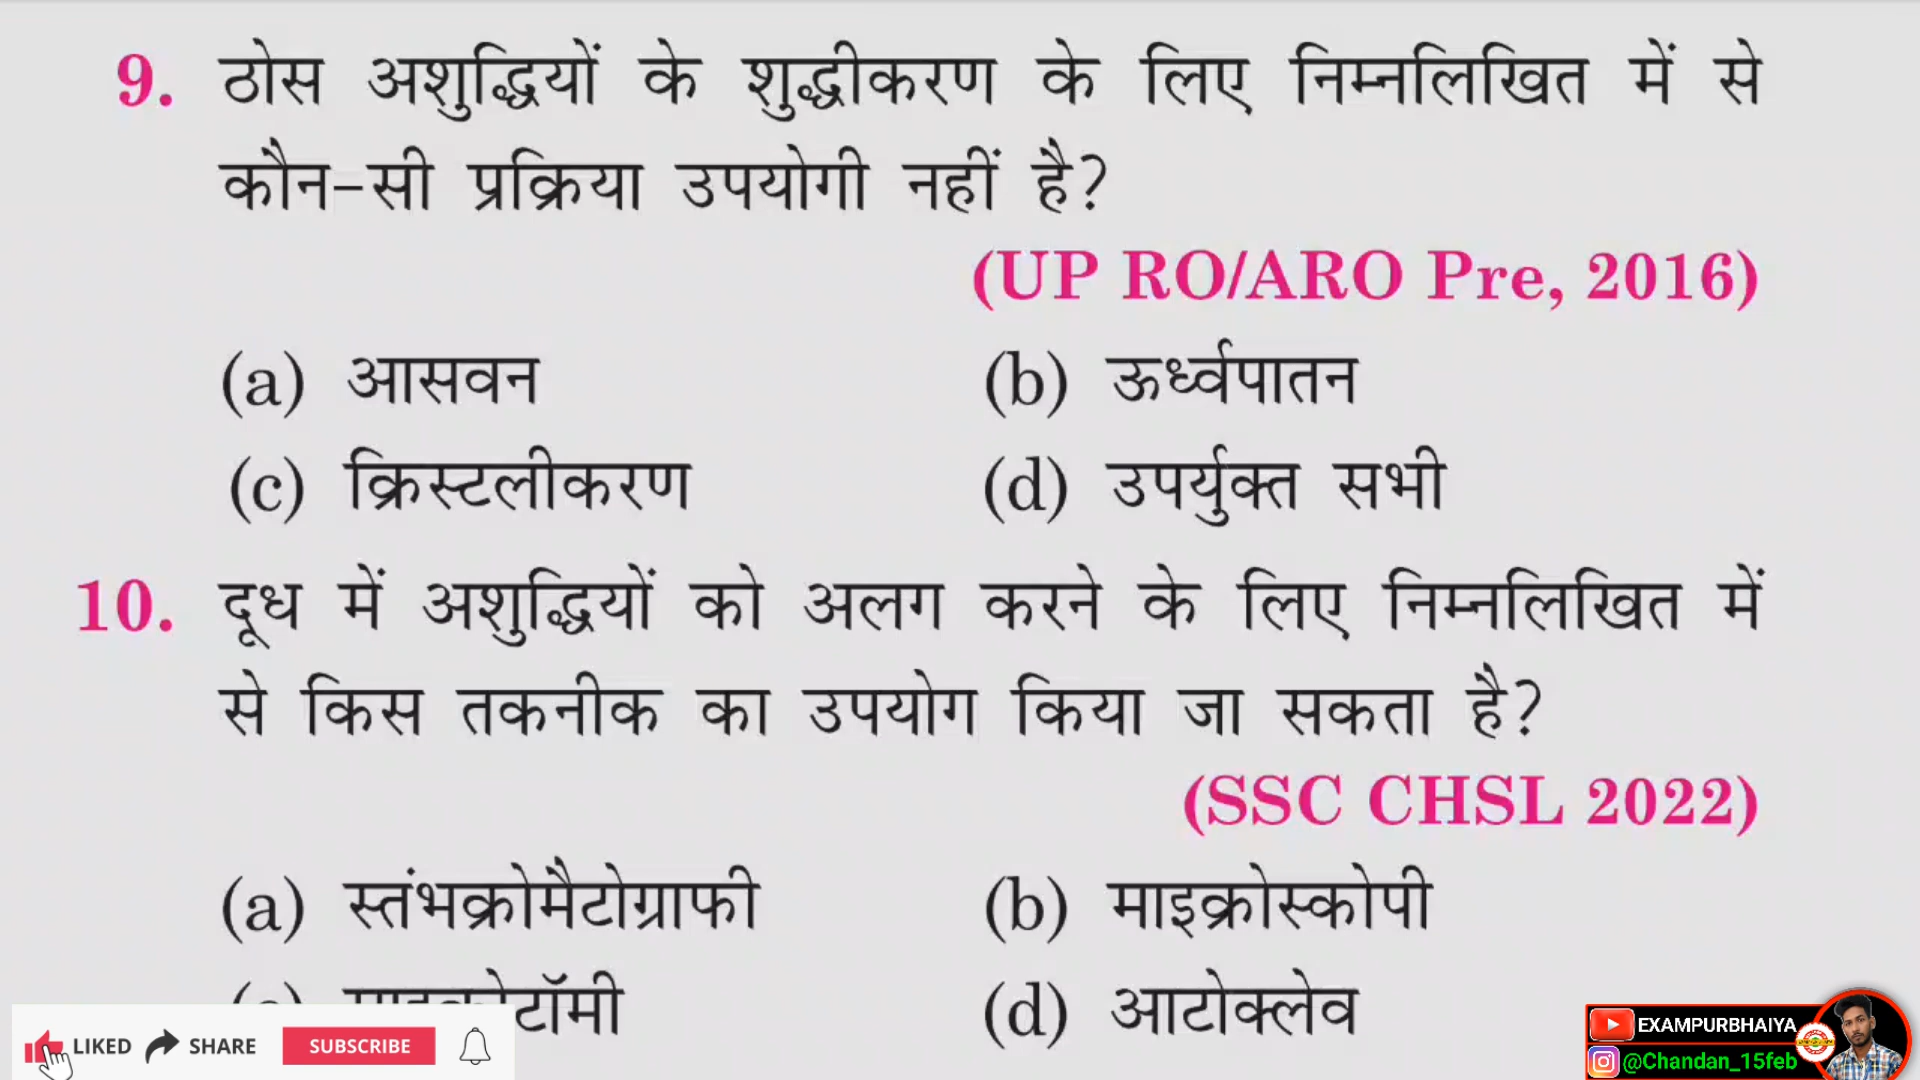 9. ठोस अशुद्धियों के शुद्धीकरण के लिए निम्नलिखित में से
कौन-सी प्रक्रिया उपयोगी नहीं है?
(UP RO/ARO Pre, 2016)
(a) आसवन (b) ऊर्ध्वपातन
(c) क्रिस्टलीकरण (d) उपर्युक्त सभी
10. दूध में अशुद्धियों को अलग करने के लिए निम्नलिखित में
से किस तकनीक का उपयोग किया जा सकता है?
(SSC CHSL 2022)
(a) स्तंभक्रोमैटोग्राफी (b) माइक्रोस्कोपी
(d) आटोक्लेव
LIKED SHARE SUBSCRIBE
EXAMPURBHAIYA
@Chandan_15feb